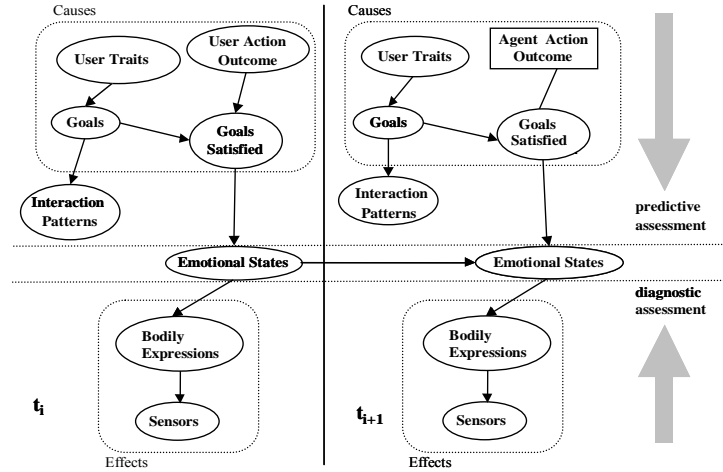 Causes
User Traits
User Action
Outcome
Goals
Goals
Satisfied
Interaction
Patterns
Causes
User Traits
Agent Action
Outcome
Goals
Goals
Satisfied
Interaction
Patterns
predictive
assessment
Emotional States
Emotional States
diagnostic
assessment
Bodily
Expressions
Sensors
t_i
Effects
Bodily
Expressions
Sensors
t_{i+1}
Effects